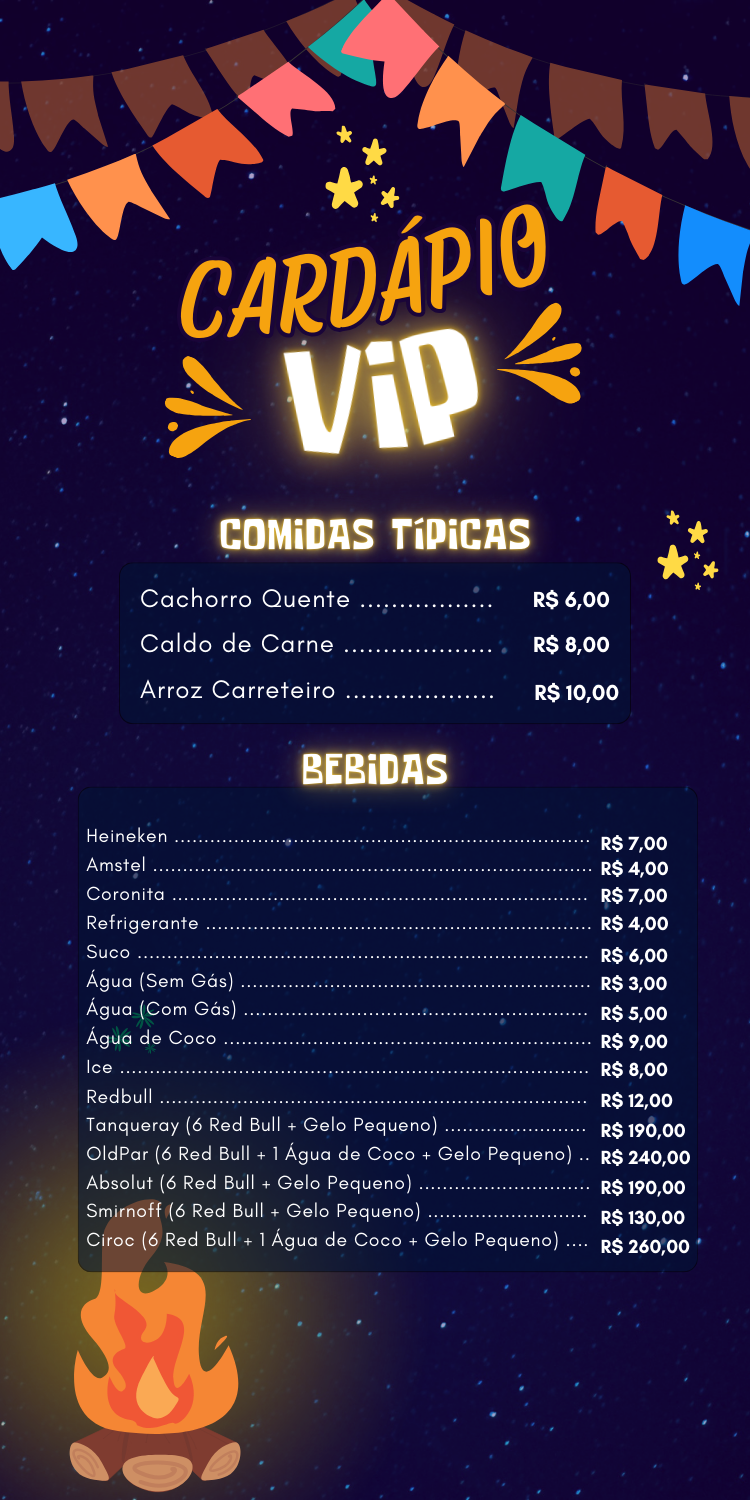 CARDÁPIO
ViP
COMiDAS TíPiCAS
Cachorro Quente ................. R$ 6,00
Caldo de Carne ................... R$ 8,00
Arroz Carreteiro ................... R$ 10,00
BEBiDAS
Heineken ........................................................................ R$ 7,00
Amstel ............................................................................ R$ 4,00
Coronita ........................................................................ R$ 7,00
Refrigerante .................................................................. R$ 4,00
Suco ............................................................................... R$ 6,00
Água (Sem Gás) ............................................................ R$ 3,00
Água (Com Gás) ........................................................... R$ 5,00
Água de Coco ............................................................... R$ 9,00
Ice .................................................................................. R$ 8,00
Redbull .......................................................................... R$ 12,00
Tanqueray (6 Red Bull + Gelo Pequeno) ........................ R$ 190,00
OldPar (6 Red Bull + 1 Água de Coco + Gelo Pequeno) .. R$ 240,00
Absolut (6 Red Bull + Gelo Pequeno) ............................. R$ 190,00
Smirnoff (6 Red Bull + Gelo Pequeno) ........................... R$ 130,00
Ciroc (6 Red Bull + 1 Água de Coco + Gelo Pequeno) .... R$ 260,00